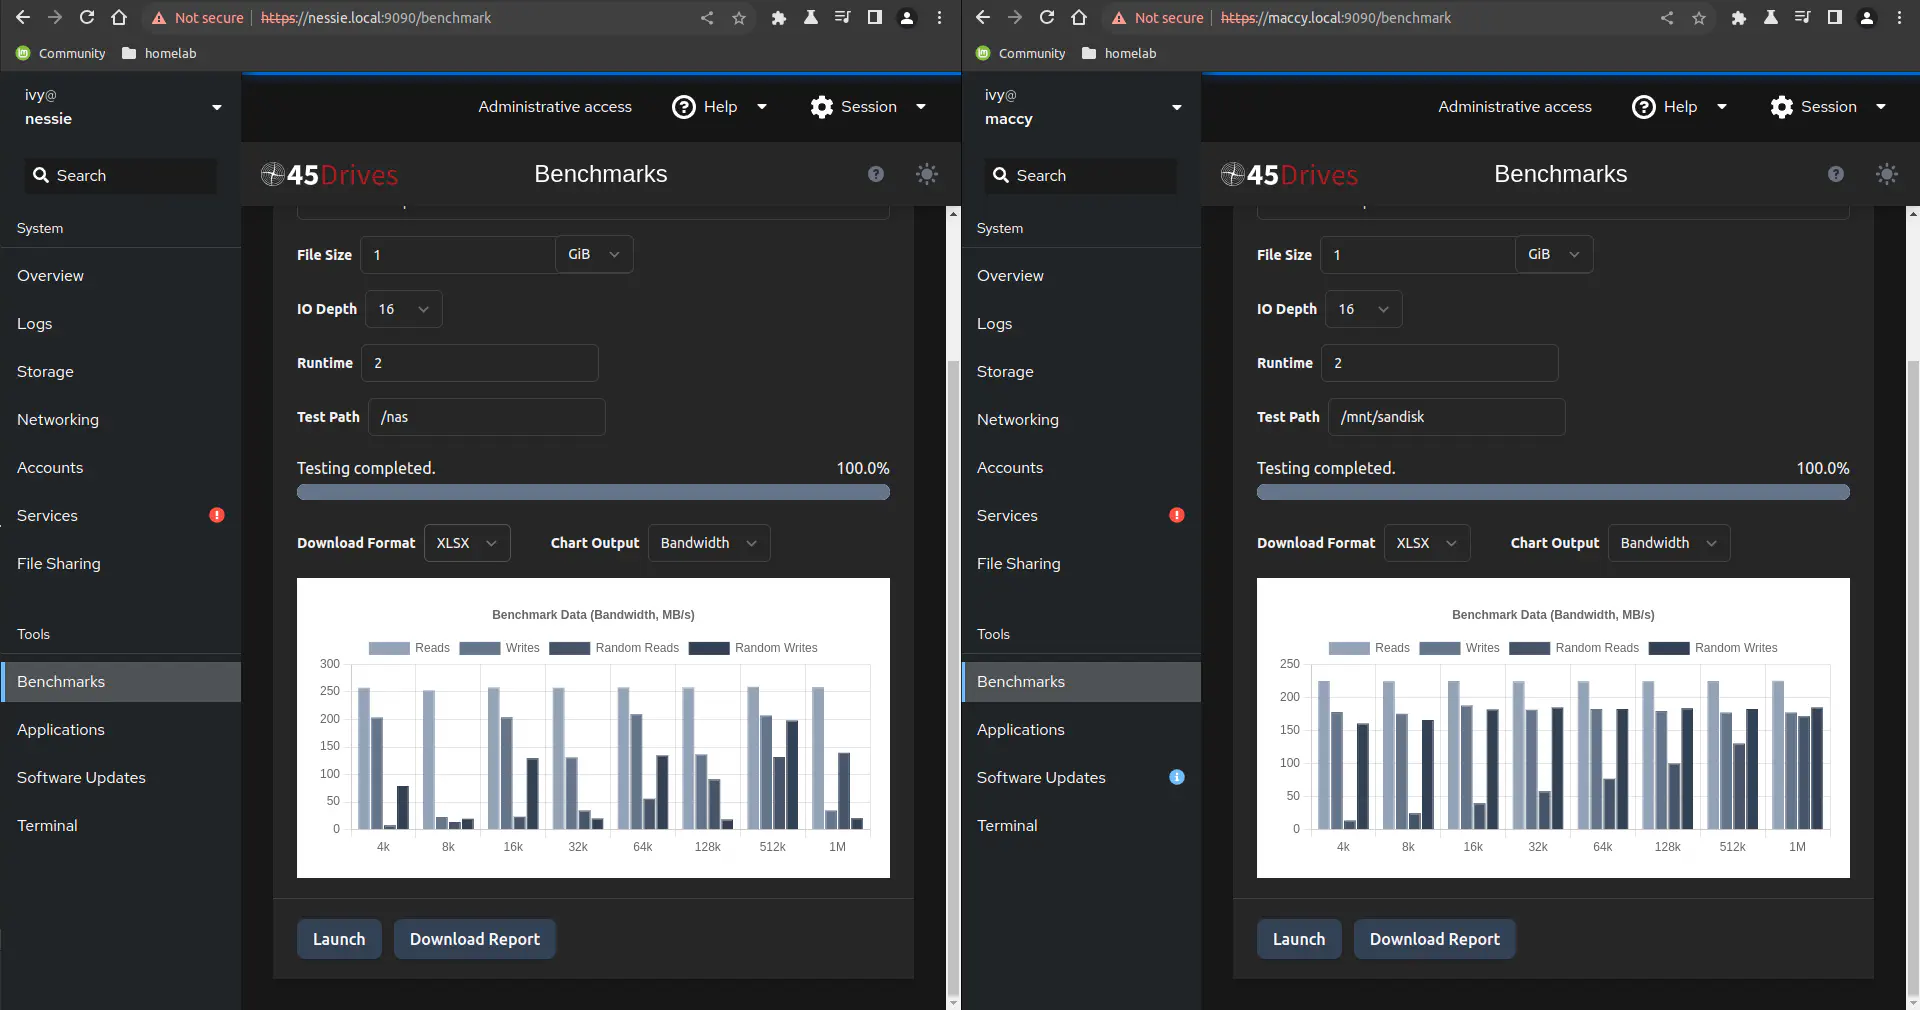 Not secure https://nessie.local:9090/benchmark
Community homelab
ivy@
nessie
Administrative access Help Session
Search
45Drives Benchmarks
System
Overview
Logs
Storage
Networking
Accounts
Services
File Sharing
Tools
Benchmarks
Applications
Software Updates
Terminal
File Size 1 GiB
IO Depth 16
Runtime 2
Test Path /nas
Testing completed. 100.0%
Download Format XLSX Chart Output Bandwidth
Benchmark Data (Bandwidth, MB/s)
Reads Writes Random Reads Random Writes
300
250
200
150
100
50
0
4k 8k 16k 32k 64k 128k 512k 1M
Launch Download Report
Not secure https://maccy.local:9090/benchmark
Community homelab
ivy@
maccy
Administrative access Help Session
Search
45Drives Benchmarks
System
Overview
Logs
Storage
Networking
Accounts
Services
File Sharing
Tools
Benchmarks
Applications
Software Updates
Terminal
File Size 1 GiB
IO Depth 16
Runtime 2
Test Path /mnt/sandisk
Testing completed. 100.0%
Download Format XLSX Chart Output Bandwidth
Benchmark Data (Bandwidth, MB/s)
Reads Writes Random Reads Random Writes
250
200
150
100
50
0
4k 8k 16k 32k 64k 128k 512k 1M
Launch Download Report